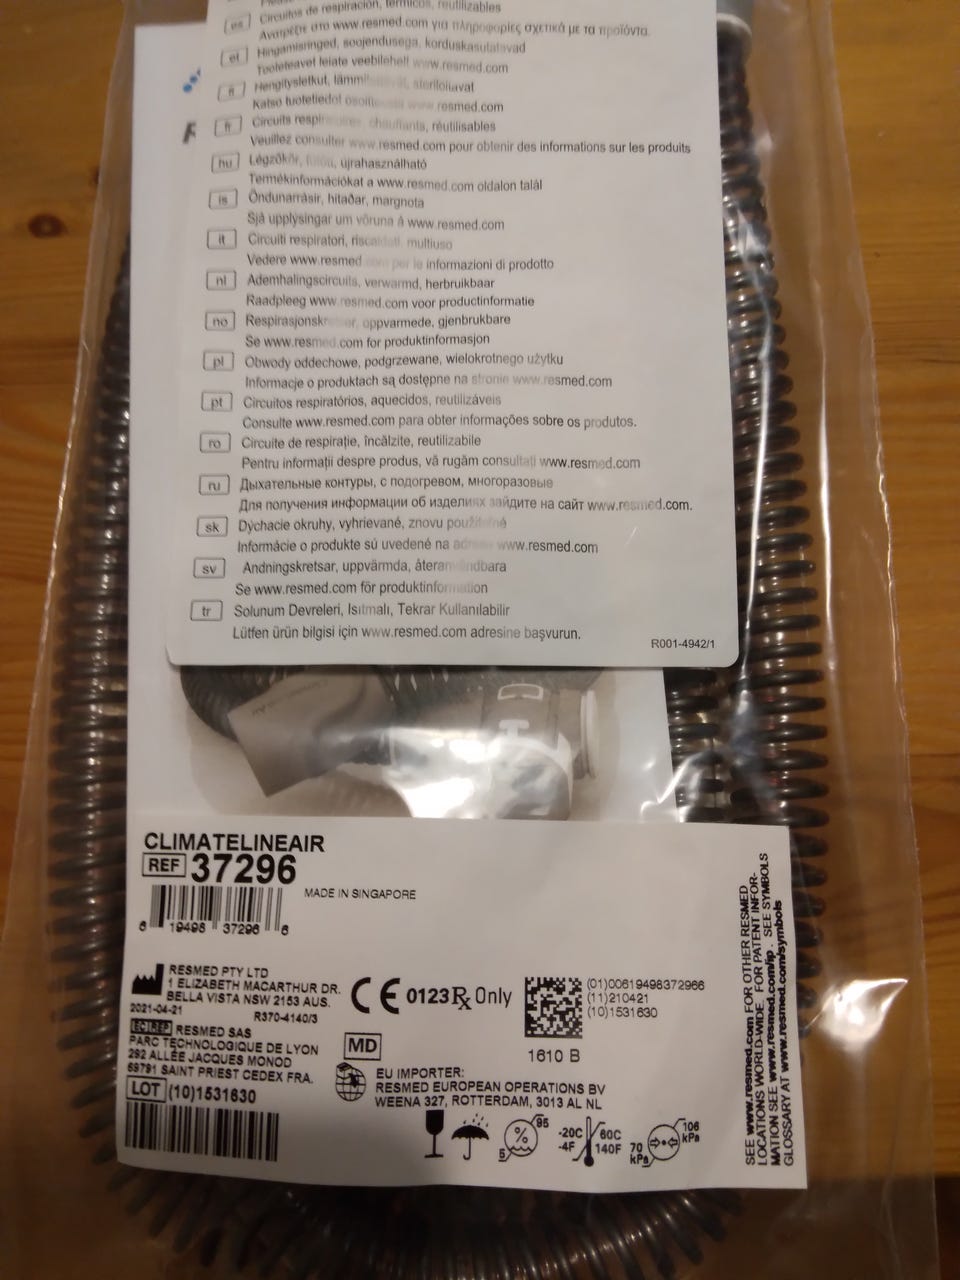 es Circuitos de respiración, térmicos, reutilizables
Ανατρέξτε στο www.resmed.com για πληροφορίες σχετικά με τα προϊόντα.
et Hingamisringed, soojendusega, korduskasutatavad
Tooteteavet leiate veebilehelt www.resmed.com
fi Hengitysletkut,
Katso tuotetiedot www.resmed.com
fr Circuits respiratoires, chauffants, réutilisables
Veuillez consulter www.resmed.com pour obtenir des informations sur les produits
hu Légzőkör, fűtött, újrahasználható
Termékinformációkat a www.resmed.com oldalon talál
is Öndunarrásir, hitaðar, margnota
Sjá upplýsingar um vöruna á www.resmed.com
it Circuiti respiratori, riscaldati, multiuso
Vedere www.resmed.com per le informazioni di prodotto
nl Ademhalingscircuits, verwarmd, herbruikbaar
Raadpleeg www.resmed.com voor productinformatie
no Respirasjonskretser, oppvarmede, gjenbrukbare
Se www.resmed.com for produktinformasjon
pl Obwody oddechowe, podgrzewane, wielokrotnego użytku
Informacje o produktach są dostępne na stronie www.resmed.com
pt Circuitos respiratórios, aquecidos, reutilizáveis
Consulte www.resmed.com para obter informações sobre os produtos.
ro Circuite de respirație, încălzite, reutilizabile
Pentru informații despre produs, vă rugăm consultați www.resmed.com
ru Дыхательные контуры, с подогревом, многоразовые
Для получения информации об изделиях зайдите на сайт www.resmed.com.
sk Dýchacie okruhy, vyhrievané, znovu použiteľné
Informácie o produkte sú uvedené na adrese www.resmed.com
sv Andningskretsar, uppvärmda, återanvändbara
Se www.resmed.com för produktinformation
tr Solunum Devreleri, Isıtmalı, Tekrar Kullanılabilir
Lütfen ürün bilgisi için www.resmed.com adresine başvurun.
R001-4942/1
CLIMATELINEAIR
REF 37296
MADE IN SINGAPORE
6 19498 37296 6
RESMED PTY LTD
1 ELIZABETH MACARTHUR DR.
BELLA VISTA NSW 2153 AUS.
2021-04-21
R370-4140/3
EC REP RESMED SAS
PARC TECHNOLOGIQUE DE LYON
292 ALLÉE JACQUES MONOD
69791 SAINT PRIEST CEDEX FRA.
LOT (10)1531630
CE 0123 Rx Only
(01)00619498372966
(11)210421
(10)1531630
1610 B
MD
EU IMPORTER:
RESMED EUROPEAN OPERATIONS BV
WEENA 327, ROTTERDAM, 3013 AL NL
5 % 95
-20C 60C
-4F 140F
70 kPa 106 kPa
SEE www.resmed.com FOR OTHER RESMED
LOCATIONS WORLD-WIDE. FOR PATENT INFOR-
MATION SEE www.resmed.com/ip . SEE SYMBOLS
GLOSSARY AT www.resmed.com/symbols